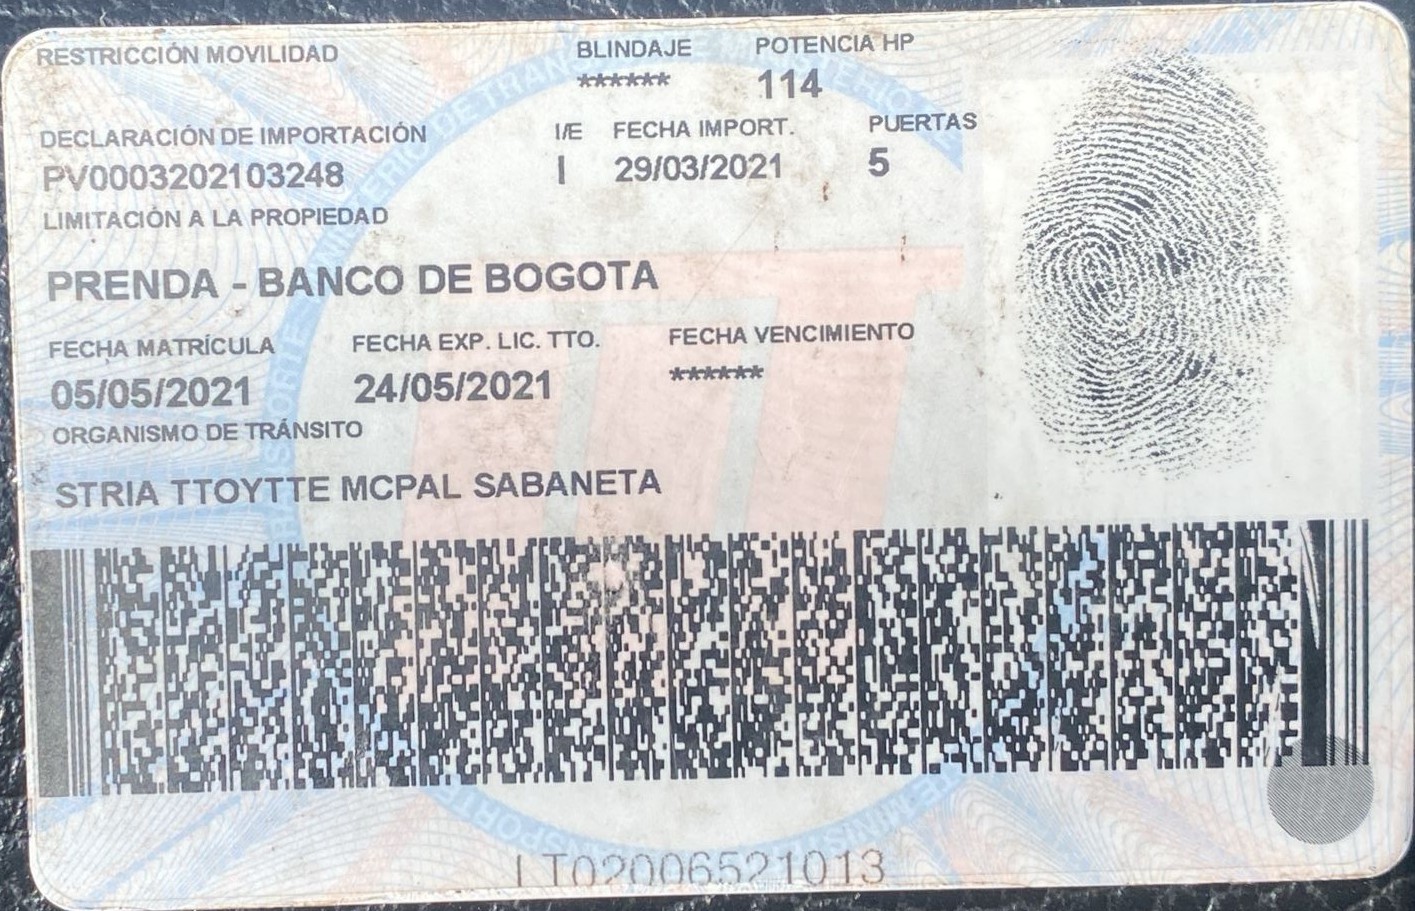 RESTRICCIÓN MOVILIDAD BLINDAJE POTENCIA HP
****** 114
DECLARACIÓN DE IMPORTACIÓN I/E FECHA IMPORT. PUERTAS
PV0003202103248 I 29/03/2021 5
LIMITACIÓN A LA PROPIEDAD
PRENDA - BANCO DE BOGOTA
FECHA MATRÍCULA FECHA EXP. LIC. TTO. FECHA VENCIMIENTO
05/05/2021 24/05/2021 ******
ORGANISMO DE TRÁNSITO
STRIA TTOYTTE MCPAL SABANETA
LT02006521013